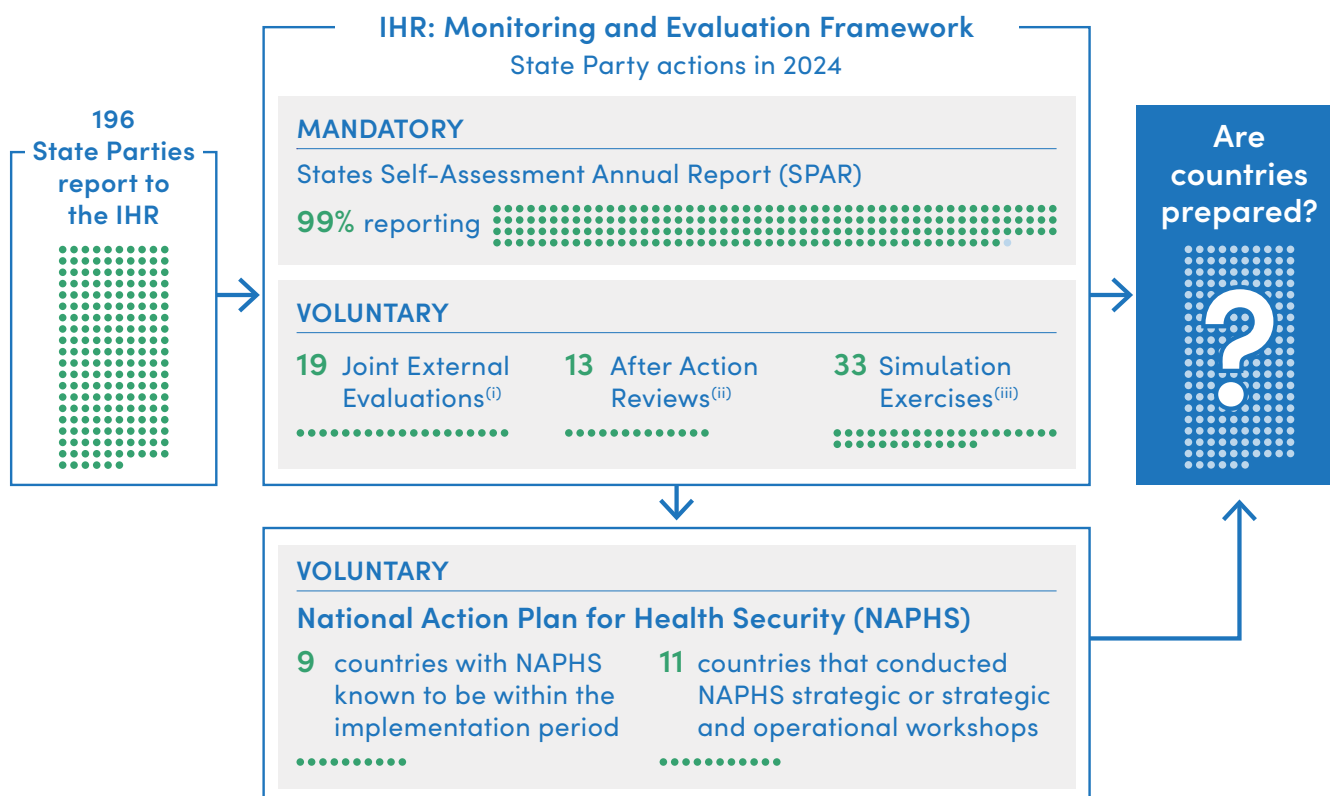 IHR: Monitoring and Evaluation Framework
State Party actions in 2024
196
State Parties
report to
the IHR
MANDATORY
States Self-Assessment Annual Report (SPAR)
99% reporting
VOLUNTARY
19 Joint External
Evaluations(i)
13 After Action
Reviews(ii)
33 Simulation
Exercises(iii)
Are
countries
prepared?
?
VOLUNTARY
National Action Plan for Health Security (NAPHS)
9 countries with NAPHS
known to be within the
implementation period
11 countries that conducted
NAPHS strategic or strategic
and operational workshops